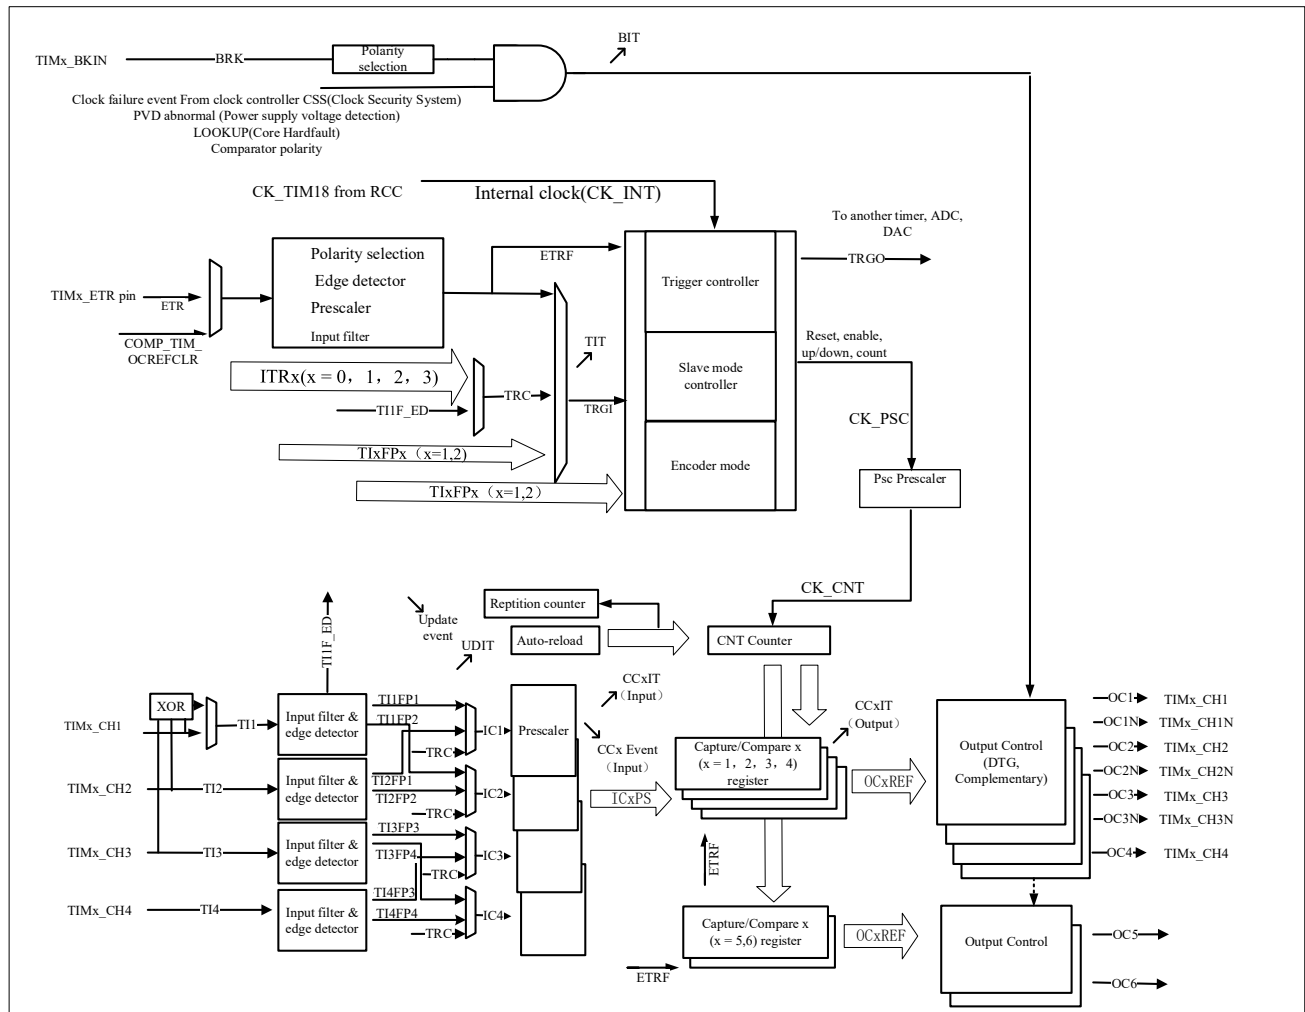 BIT
TIMx_BKIN
BRK
Polarity
selection
Clock failure event From clock controller CSS(Clock Security System)
PVD abnormal (Power supply voltage detection)
LOOKUP(Core Hardfault)
Comparator polarity
CK_TIM18 from RCC
Internal clock(CK_INT)
To another timer, ADC,
DAC
TRGO
Polarity selection
Edge detector
Prescaler
Input filter
ETRF
Trigger controller
TIMx_ETR pin
ETR
COMP_TIM_
OCREFCLR
ITRx(x = 0，1，2，3)
TI1F_ED
TRC
TIT
TRGI
Slave mode
controller
Reset, enable,
up/down, count
CK_PSC
TIxFPx（x=1,2)
TIxFPx（x=1,2）
Encoder mode
Psc Prescaler
CK_CNT
Reptition counter
Update
event
Auto-reload
CNT Counter
UDIT
TI1F_ED
CCxIT
（Input）
CCx Event
（Input）
CCxIT
（Output）
XOR
TIMx_CH1
TI1
Input filter &
edge detector
TI1FP1
TI1FP2
TRC
IC1
Prescaler
TIMx_CH2
TI2
Input filter &
edge detector
TI2FP1
TI2FP2
TRC
IC2
TIMx_CH3
TI3
Input filter &
edge detector
TI3FP3
TI3FP4
TRC
IC3
TIMx_CH4
TI4
Input filter &
edge detector
TI4FP3
TI4FP4
TRC
IC4
ICxPS
Capture/Compare x
(x = 1，2，3，4)
register
OCxREF
ETRF
Output Control
(DTG,
Complementary)
OC1
TIMx_CH1
OC1N
TIMx_CH1N
OC2
TIMx_CH2
OC2N
TIMx_CH2N
OC3
TIMx_CH3
OC3N
TIMx_CH3N
OC4
TIMx_CH4
Capture/Compare x
(x = 5,6) register
ETRF
OCxREF
Output Control
OC5
OC6